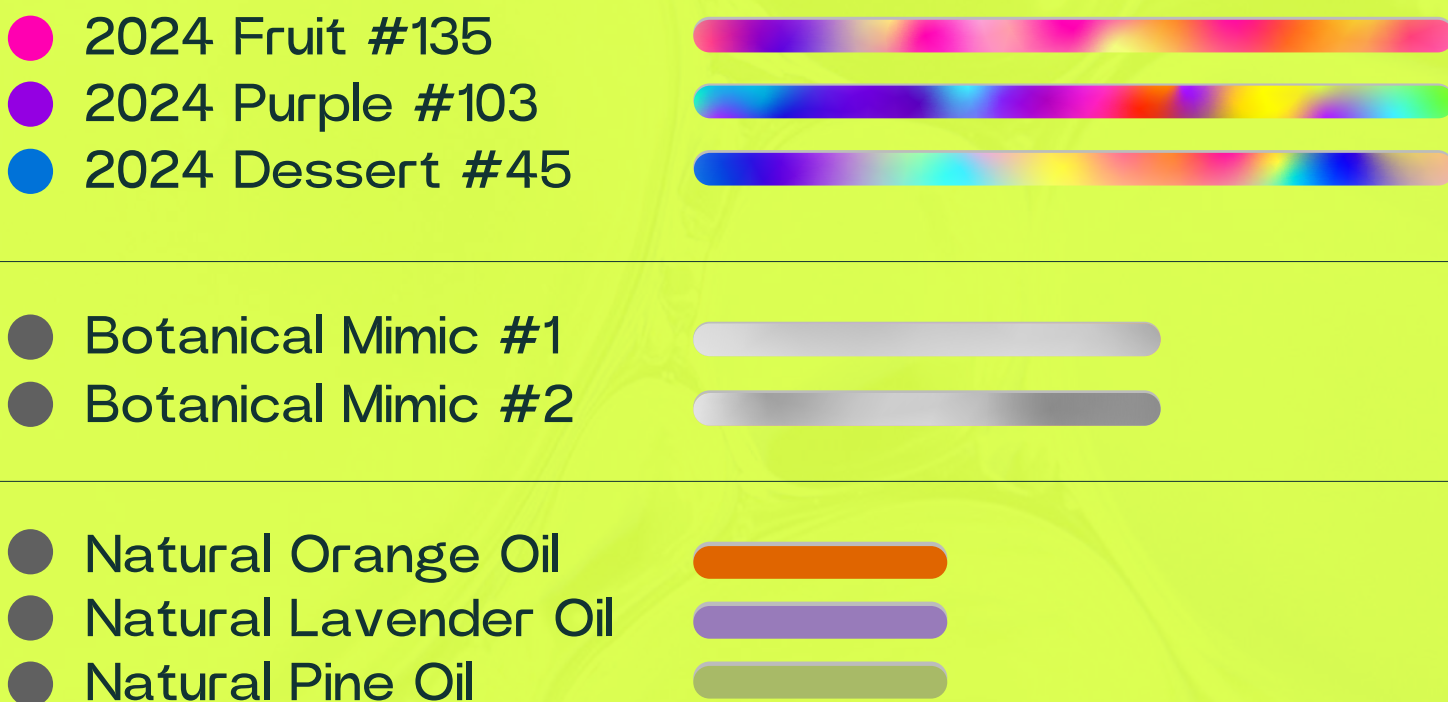 2024 Fruit #135
2024 Purple #103
2024 Dessert #45
Botanical Mimic #1
Botanical Mimic #2
Natural Orange Oil
Natural Lavender Oil
Natural Pine Oil